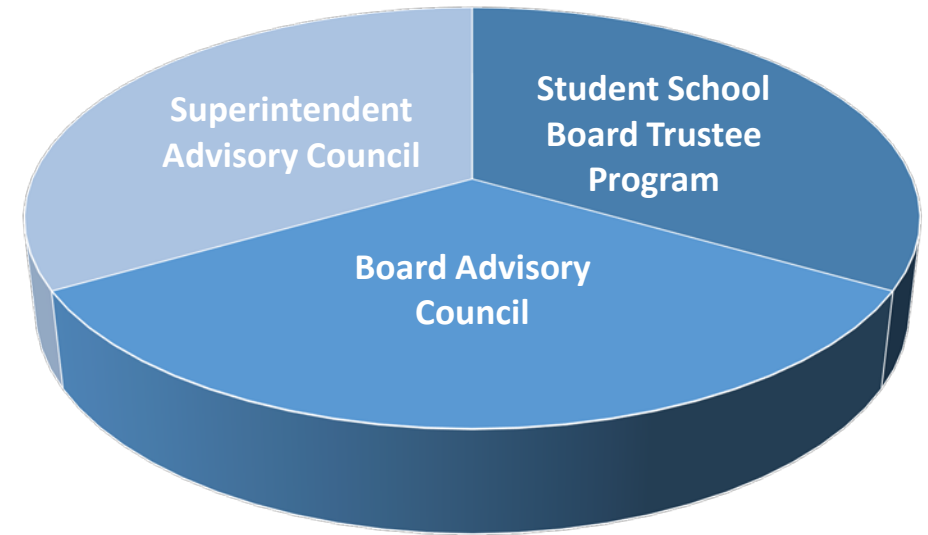 Superintendent
Advisory Council
Student School
Board Trustee
Program
Board Advisory
Council